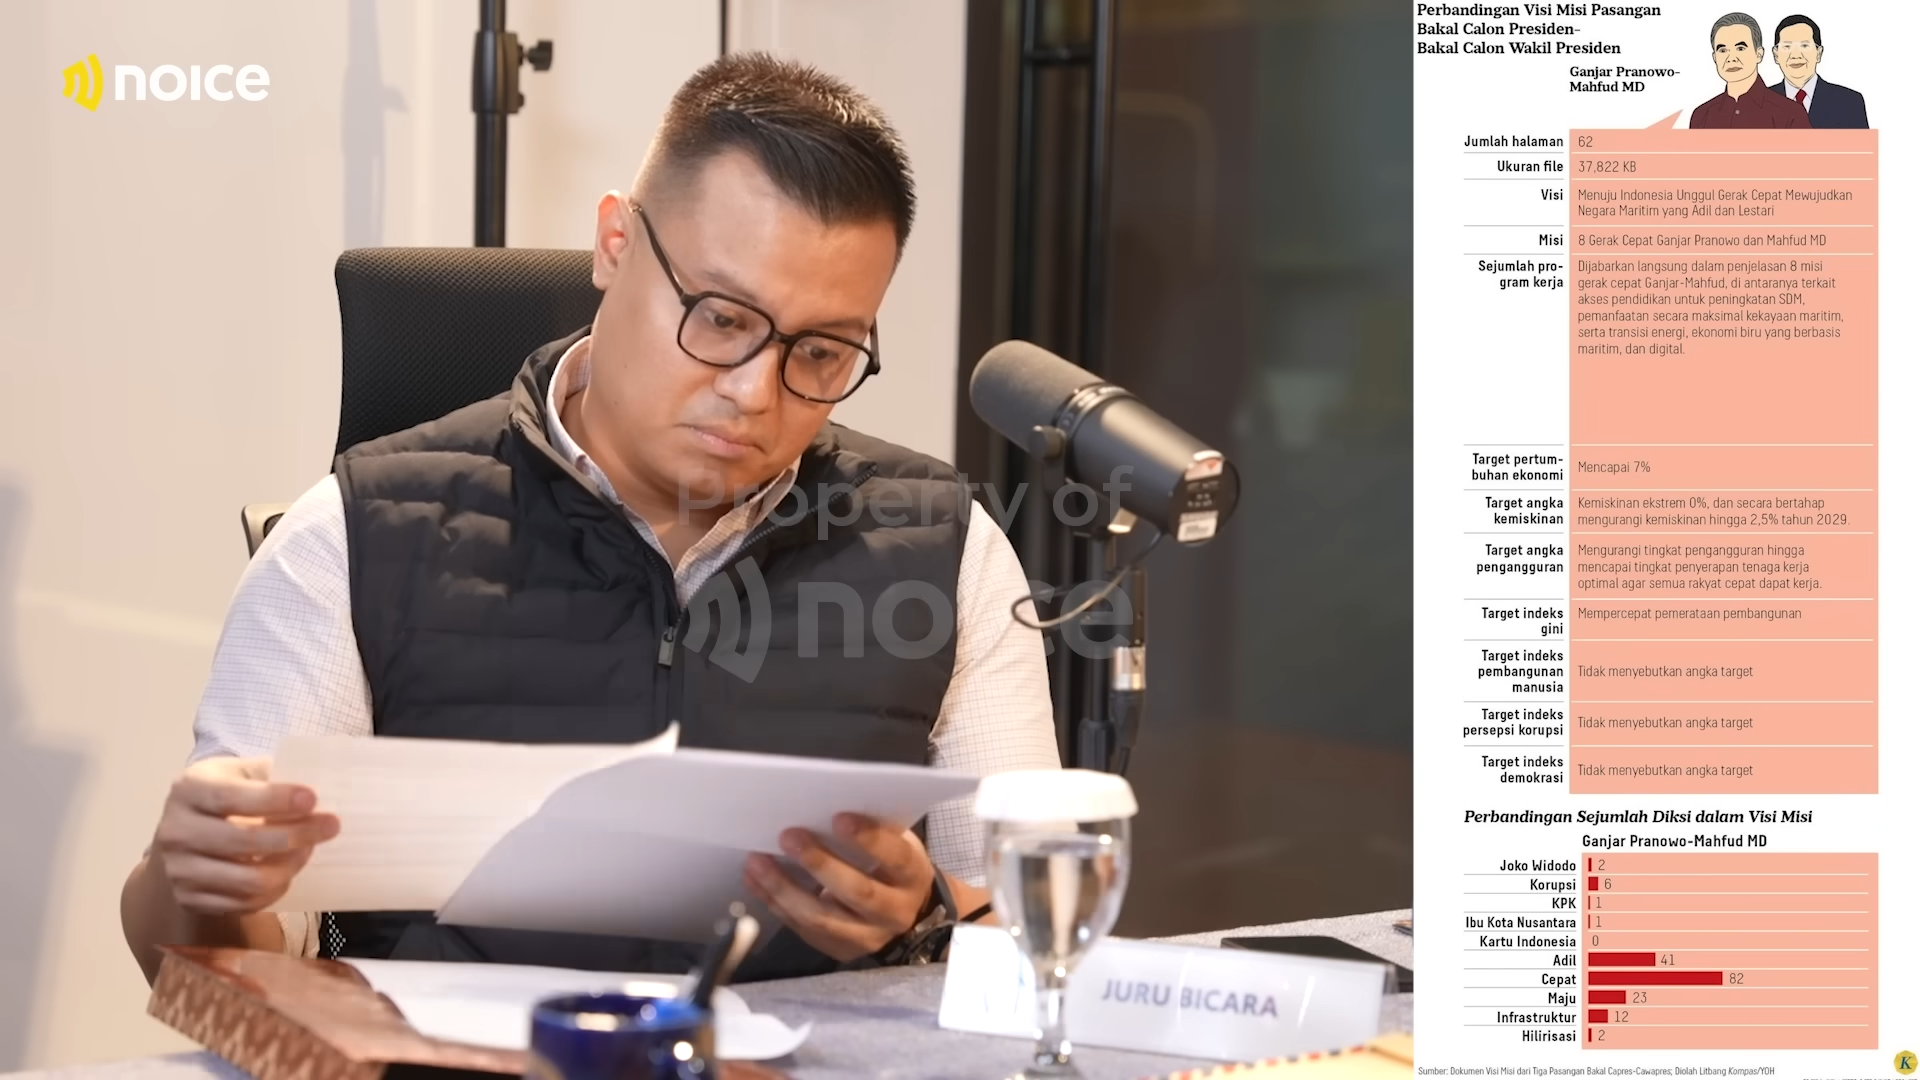 noice
Property of
noice
JURU BICARA
Perbandingan Visi Misi Pasangan
Bakal Calon Presiden-
Bakal Calon Wakil Presiden
Ganjar Pranowo-
Mahfud MD
Jumlah halaman 62
Ukuran file 37,822 KB
Visi Menuju Indonesia Unggul Gerak Cepat Mewujudkan
Negara Maritim yang Adil dan Lestari
Misi 8 Gerak Cepat Ganjar Pranowo dan Mahfud MD
Sejumlah pro-
gram kerja
Dijabarkan langsung dalam penjelasan 8 misi
gerak cepat Ganjar-Mahfud, di antaranya terkait
akses pendidikan untuk peningkatan SDM,
pemanfaatan secara maksimal kekayaan maritim,
serta transisi energi, ekonomi biru yang berbasis
maritim, dan digital.
Target pertum-
buhan ekonomi
Mencapai 7%
Target angka
kemiskinan
Kemiskinan ekstrem 0%, dan secara bertahap
mengurangi kemiskinan hingga 2,5% tahun 2029.
Target angka
pengangguran
Mengurangi tingkat pengangguran hingga
mencapai tingkat penyerapan tenaga kerja
optimal agar semua rakyat cepat dapat kerja.
Target indeks
gini
Mempercepat pemerataan pembangunan
Target indeks
pembangunan
manusia
Tidak menyebutkan angka target
Target indeks
persepsi korupsi
Tidak menyebutkan angka target
Target indeks
demokrasi
Tidak menyebutkan angka target
Perbandingan Sejumlah Diksi dalam Visi Misi
Ganjar Pranowo-Mahfud MD
Joko Widodo 2
Korupsi 6
KPK 1
Ibu Kota Nusantara 1
Kartu Indonesia 0
Adil 41
Cepat 82
Maju 23
Infrastruktur 12
Hilirisasi 2
Sumber: Dokumen Visi Misi dari Tiga Pasangan Bakal Capres-Cawapres; Diolah Litbang Kompas/YOH
K